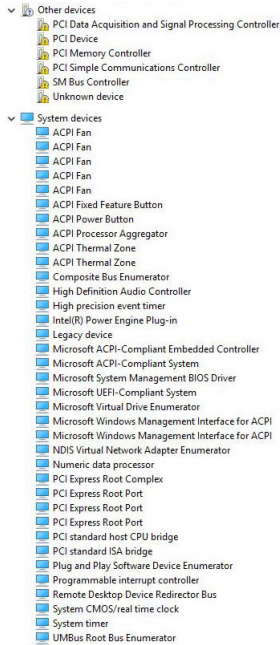 Other devices
PCI Data Acquisition and Signal Processing Controller
PCI Device
PCI Memory Controller
PCI Simple Communications Controller
SM Bus Controller
Unknown device
System devices
ACPI Fan
ACPI Fan
ACPI Fan
ACPI Fan
ACPI Fan
ACPI Fixed Feature Button
ACPI Power Button
ACPI Processor Aggregator
ACPI Thermal Zone
ACPI Thermal Zone
Composite Bus Enumerator
High Definition Audio Controller
High precision event timer
Intel(R) Power Engine Plug-in
Legacy device
Microsoft ACPI-Compliant Embedded Controller
Microsoft ACPI-Compliant System
Microsoft System Management BIOS Driver
Microsoft UEFI-Compliant System
Microsoft Virtual Drive Enumerator
Microsoft Windows Management Interface for ACPI
Microsoft Windows Management Interface for ACPI
NDIS Virtual Network Adapter Enumerator
Numeric data processor
PCI Express Root Complex
PCI Express Root Port
PCI Express Root Port
PCI Express Root Port
PCI standard host CPU bridge
PCI standard ISA bridge
Plug and Play Software Device Enumerator
Programmable interrupt controller
Remote Desktop Device Redirector Bus
System CMOS/real time clock
System timer
UMBus Root Bus Enumerator